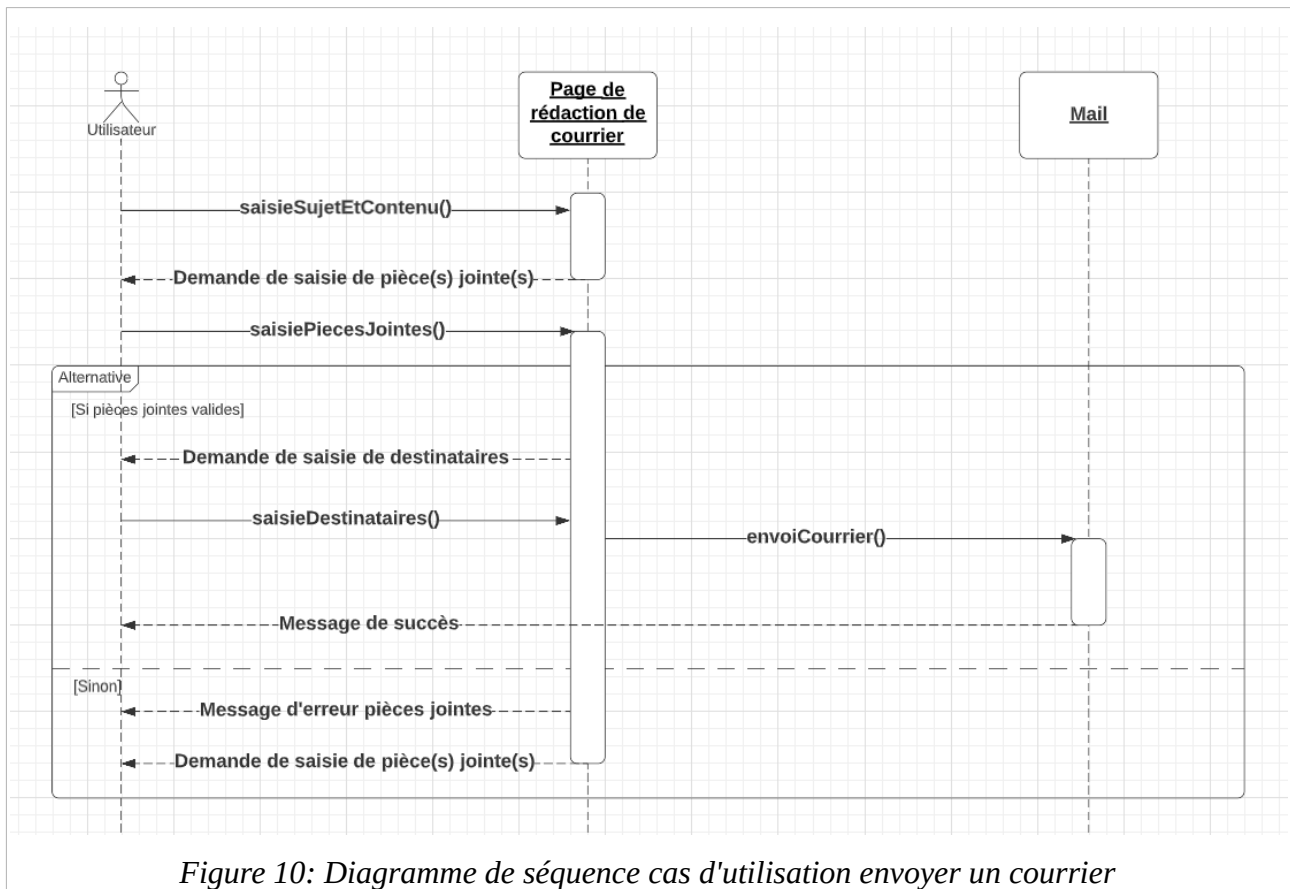 Utilisateur
Page de
rédaction de
courrier
Mail
saisieSujetEtContenu()
Demande de saisie de pièce(s) jointe(s)
saisiePiecesJointes()
Alternative
[Si pièces jointes valides]
Demande de saisie de destinataires
saisieDestinataires()
envoiCourrier()
Message de succès
[Sinon]
Message d'erreur pièces jointes
Demande de saisie de pièce(s) jointe(s)
Figure 10: Diagramme de séquence cas d'utilisation envoyer un courrier